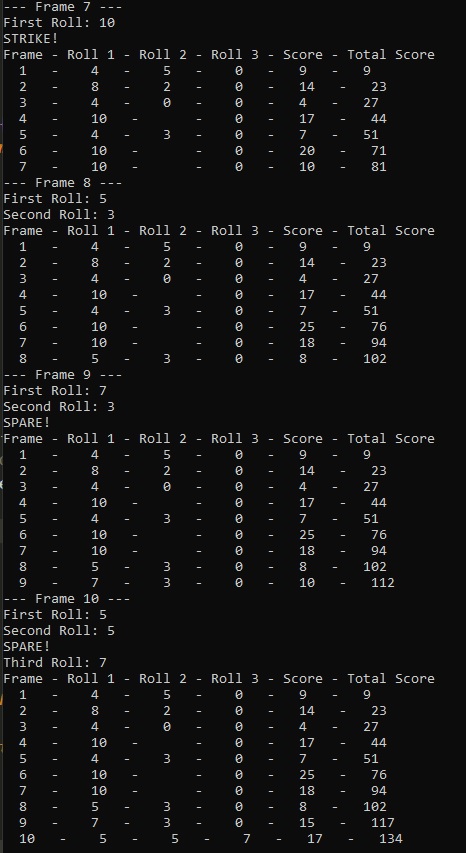 --- Frame 7 ---
First Roll: 10
STRIKE!
Frame - Roll 1 - Roll 2 - Roll 3 - Score - Total Score
1 - 4 - 5 - 0 - 9 - 9
2 - 8 - 2 - 0 - 14 - 23
3 - 4 - 0 - 0 - 4 - 27
4 - 10 - - 0 - 17 - 44
5 - 4 - 3 - 0 - 7 - 51
6 - 10 - - 0 - 20 - 71
7 - 10 - - 0 - 10 - 81
--- Frame 8 ---
First Roll: 5
Second Roll: 3
Frame - Roll 1 - Roll 2 - Roll 3 - Score - Total Score
1 - 4 - 5 - 0 - 9 - 9
2 - 8 - 2 - 0 - 14 - 23
3 - 4 - 0 - 0 - 4 - 27
4 - 10 - - 0 - 17 - 44
5 - 4 - 3 - 0 - 7 - 51
6 - 10 - - 0 - 25 - 76
7 - 10 - - 0 - 18 - 94
8 - 5 - 3 - 0 - 8 - 102
--- Frame 9 ---
First Roll: 7
Second Roll: 3
SPARE!
Frame - Roll 1 - Roll 2 - Roll 3 - Score - Total Score
1 - 4 - 5 - 0 - 9 - 9
2 - 8 - 2 - 0 - 14 - 23
3 - 4 - 0 - 0 - 4 - 27
4 - 10 - - 0 - 17 - 44
5 - 4 - 3 - 0 - 7 - 51
6 - 10 - - 0 - 25 - 76
7 - 10 - - 0 - 18 - 94
8 - 5 - 3 - 0 - 8 - 102
9 - 7 - 3 - 0 - 10 - 112
--- Frame 10 ---
First Roll: 5
Second Roll: 5
SPARE!
Third Roll: 7
Frame - Roll 1 - Roll 2 - Roll 3 - Score - Total Score
1 - 4 - 5 - 0 - 9 - 9
2 - 8 - 2 - 0 - 14 - 23
3 - 4 - 0 - 0 - 4 - 27
4 - 10 - - 0 - 17 - 44
5 - 4 - 3 - 0 - 7 - 51
6 - 10 - - 0 - 25 - 76
7 - 10 - - 0 - 18 - 94
8 - 5 - 3 - 0 - 8 - 102
9 - 7 - 3 - 0 - 15 - 117
10 - 5 - 5 - 7 - 17 - 134